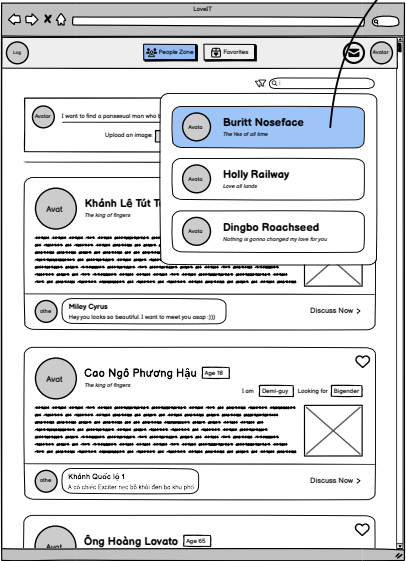 LoveIT
Log
People Zone
Favorites
Avatar
Avatar
I want to find a pansexual man who b
Upload an image:
Avata
Buritt Noseface
The Yes of all time
Avata
Holly Railway
Love all lands
Avata
Dingbo Roachseed
Nothing is gonna changed my love for you
Avat
Khánh Lê Tút T
The king of fingers
othe
Miley Cyrus
Hey you looks so beautiful. I want to meet you asap :)))
Discuss Now >
Avat
Cao Ngô Phương Hậu
Age 18
The king of fingers
I am
Demi-guy
Looking for
Bigender
othe
Khánh Quốc lộ 1
A có chiếc Exciter nẹc bô khói đen ba khu phố
Discuss Now >
Avat
Ông Hoàng Lovato
Age 65